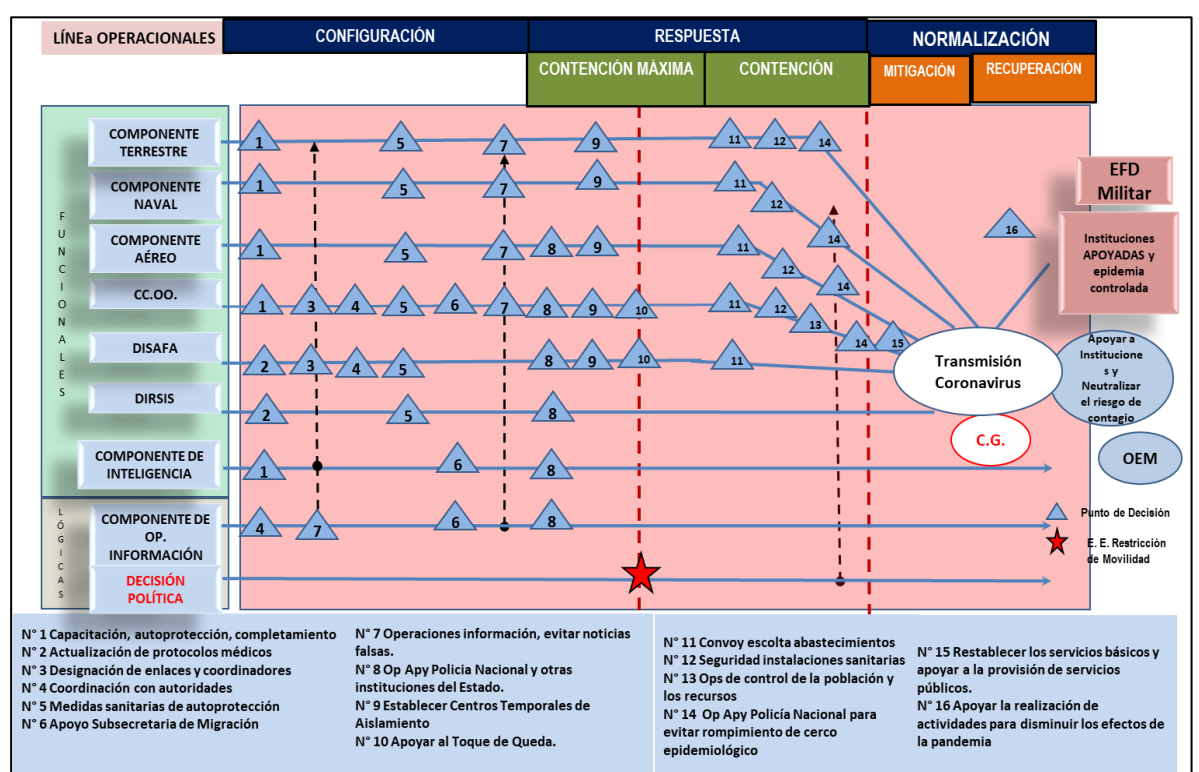 LÍNEa OPERACIONALES
CONFIGURACIÓN
RESPUESTA
NORMALIZACIÓN
CONTENCIÓN MÁXIMA
CONTENCIÓN
MITIGACIÓN
RECUPERACIÓN
FUNCIONALES
COMPONENTE
TERRESTRE
1 5 7 9 11 12 14
COMPONENTE
NAVAL
1 5 7 9 11 12 14
COMPONENTE
AÉREO
1 5 7 8 9 11 12 14
CC.OO.
1 3 4 5 6 7 8 9 10 11 12 13 14 15
DISAFA
2 3 4 5 8 9 10 11
DIRSIS
2 5 8
COMPONENTE DE
INTELIGENCIA
1 6 8
LÓGICAS
COMPONENTE DE
OP.
INFORMACIÓN
4 7 6 8
DECISIÓN
POLÍTICA
16
EFD
Militar
Instituciones
APOYADAS y
epidemia
controlada
Transmisión
Coronavirus
Apoyar a
Institucione
s y
Neutralizar
el riesgo de
contagio
C.G.
OEM
Punto de Decisión
E. E. Restricción
de Movilidad
N° 1 Capacitación, autoprotección, completamiento
N° 2 Actualización de protocolos médicos
N° 3 Designación de enlaces y coordinadores
N° 4 Coordinación con autoridades
N° 5 Medidas sanitarias de autoprotección
N° 6 Apoyo Subsecretaria de Migración
N° 7 Operaciones información, evitar noticias
falsas.
N° 8 Op Apy Policia Nacional y otras
instituciones del Estado.
N° 9 Establecer Centros Temporales de
Aislamiento
N° 10 Apoyar al Toque de Queda.
N° 11 Convoy escolta abastecimientos
N° 12 Seguridad instalaciones sanitarias
N° 13 Ops de control de la población y
los recursos
N° 14 Op Apy Policía Nacional para
evitar rompimiento de cerco
epidemiológico
N° 15 Restablecer los servicios básicos y
apoyar a la provisión de servicios
públicos.
N° 16 Apoyar la realización de
actividades para disminuir los efectos de
la pandemia